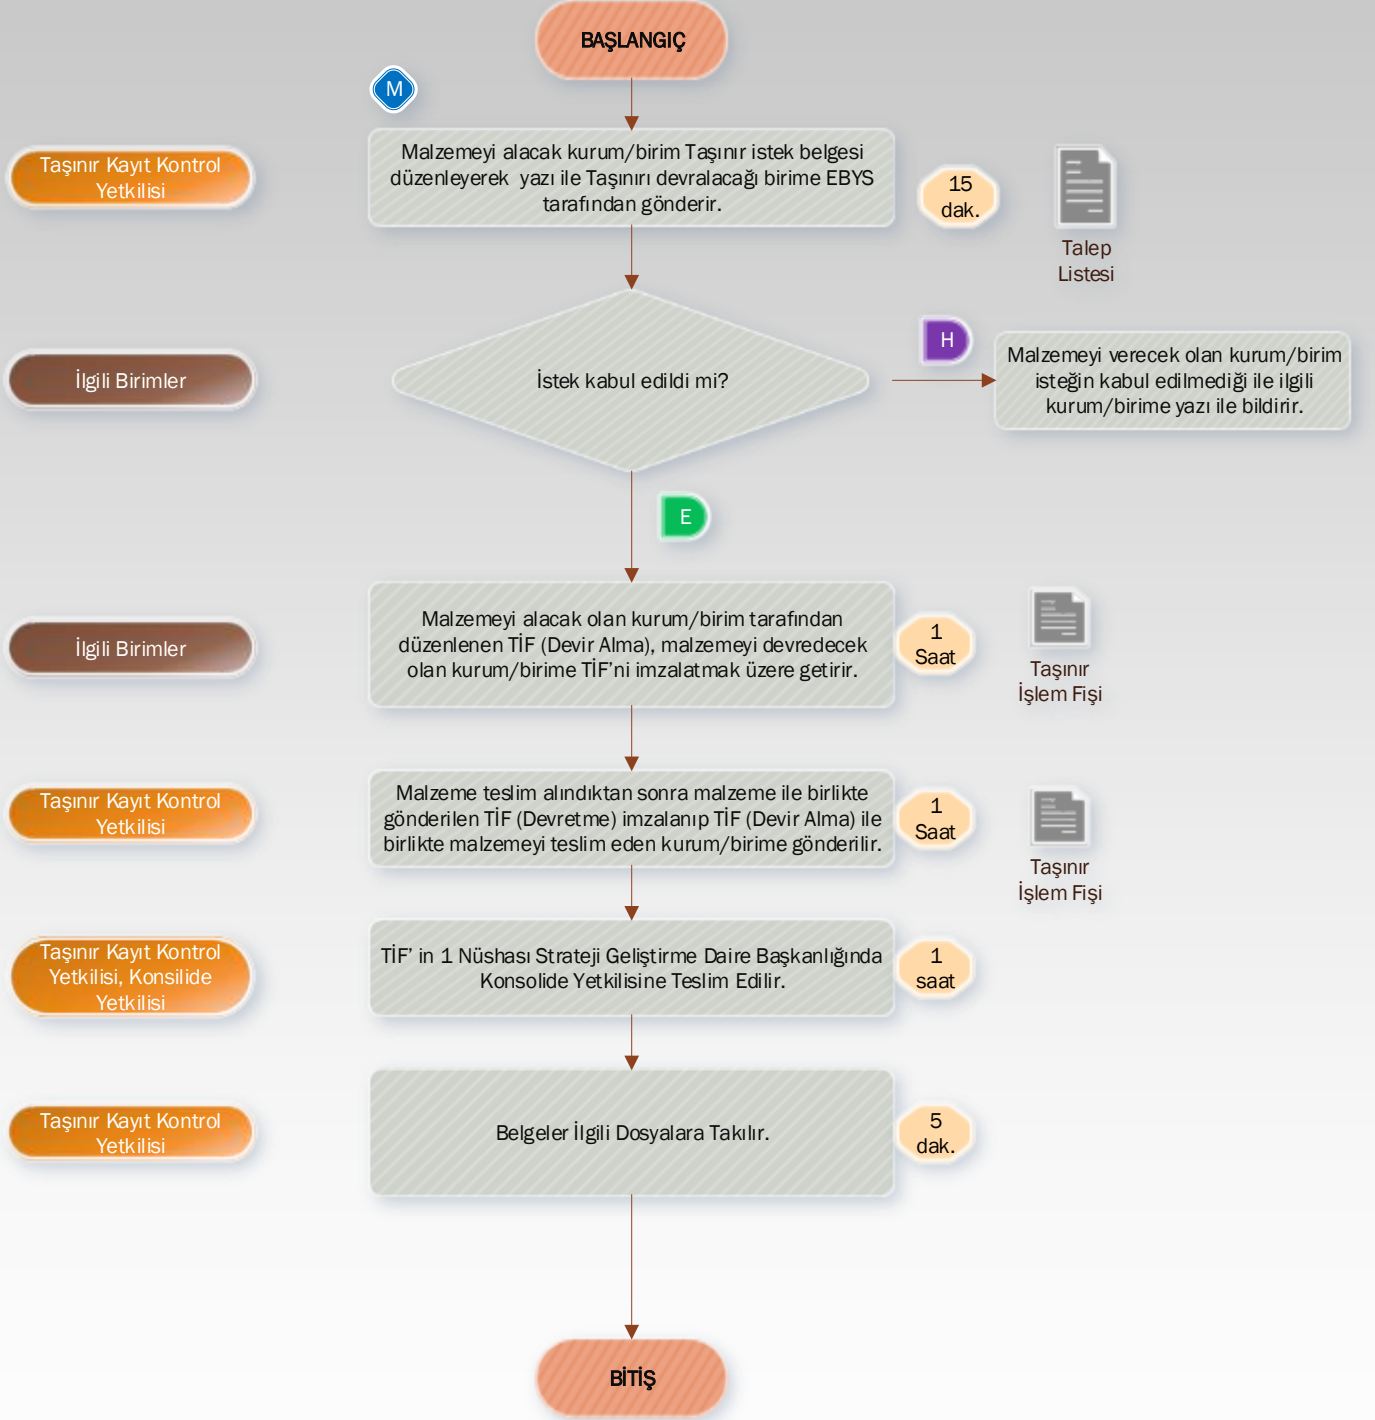 BAŞLANGIÇ
M
Taşınır Kayıt Kontrol
Yetkilisi
Malzemeyi alacak kurum/birim Taşınır istek belgesi
düzenleyerek yazı ile Taşınırı devralacağı birime EBYS
tarafından gönderir.
15
dak.
Talep
Listesi
İlgili Birimler
İstek kabul edildi mi?
H
Malzemeyi verecek olan kurum/birim
isteğin kabul edilmediği ile ilgili
kurum/birime yazı ile bildirir.
E
İlgili Birimler
Malzemeyi alacak olan kurum/birim tarafından
düzenlenen TİF (Devir Alma), malzemeyi devredecek
olan kurum/birime TİF'ni imzalatmak üzere getirir.
1
Saat
Taşınır
İşlem Fişi
Taşınır Kayıt Kontrol
Yetkilisi
Malzeme teslim alındıktan sonra malzeme ile birlikte
gönderilen TİF (Devretme) imzalanıp TİF (Devir Alma) ile
birlikte malzemeyi teslim eden kurum/birime gönderilir.
1
Saat
Taşınır
İşlem Fişi
Taşınır Kayıt Kontrol
Yetkilisi, Konsilide
Yetkilisi
TİF' in 1 Nüshası Strateji Geliştirme Daire Başkanlığında
Konsolide Yetkilisine Teslim Edilir.
1
saat
Taşınır Kayıt Kontrol
Yetkilisi
Belgeler İlgili Dosyalara Takılır.
5
dak.
BİTİŞ